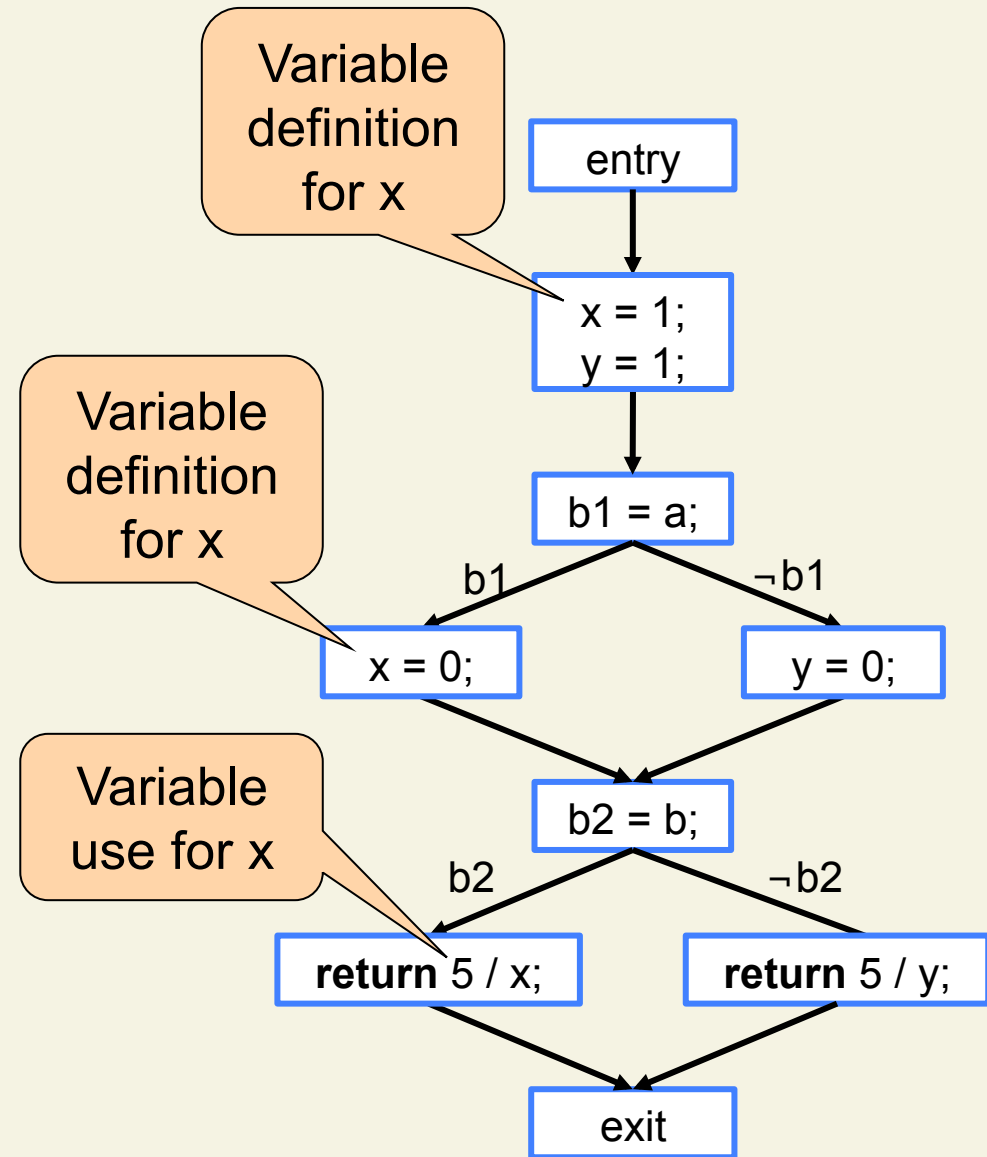 Variable
definition
for x
entry
x = 1;
y = 1;
Variable
definition
for x
b1 = a;
b1
¬b1
x = 0;
y = 0;
Variable
use for x
b2 = b;
b2
¬b2
return 5 / x;
return 5 / y;
exit